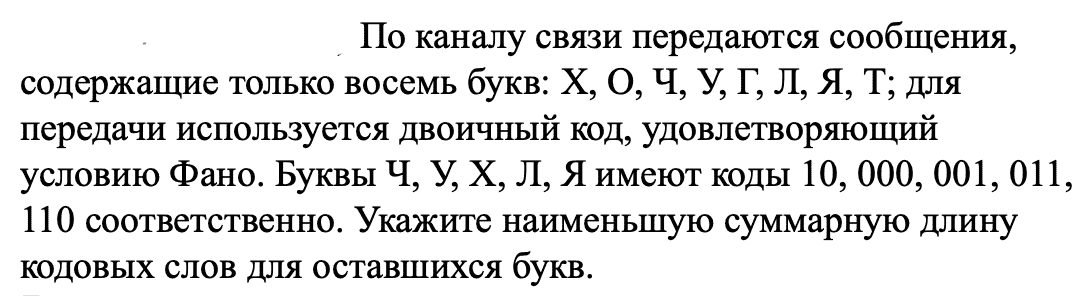 По каналу связи передаются сообщения,
содержащие только восемь букв: Х, О, Ч, У, Г, Л, Я, Т; для
передачи используется двоичный код, удовлетворяющий
условию Фано. Буквы Ч, У, Х, Л, Я имеют коды 10, 000, 001, 011,
110 соответственно. Укажите наименьшую суммарную длину
кодовых слов для оставшихся букв.